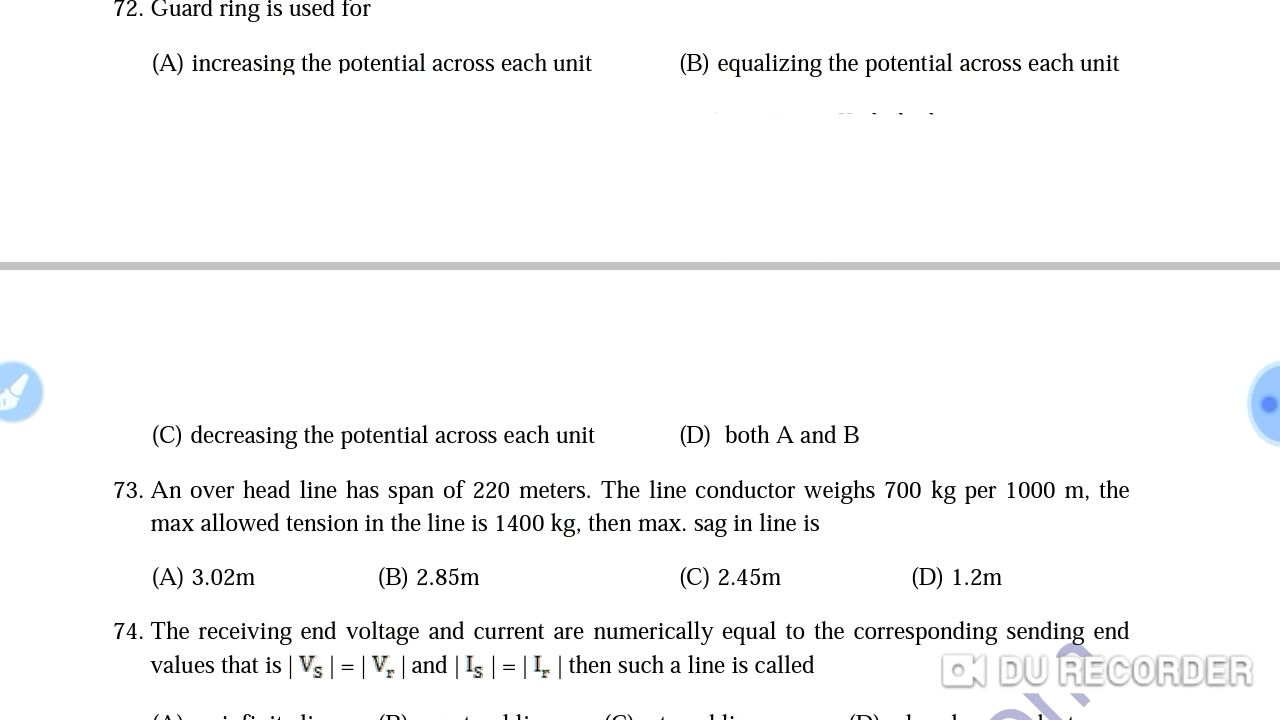 72. Guard ring is used for
(A) increasing the potential across each unit (B) equalizing the potential across each unit
(C) decreasing the potential across each unit (D) both A and B
73. An over head line has span of 220 meters. The line conductor weighs 700 kg per 1000 m, the
max allowed tension in the line is 1400 kg, then max. sag in line is
(A) 3.02m (B) 2.85m (C) 2.45m (D) 1.2m
74. The receiving end voltage and current are numerically equal to the corresponding sending end
values that is | Vs | = | Vr | and | Is | = | Ir | then such a line is called
DU RECORDER